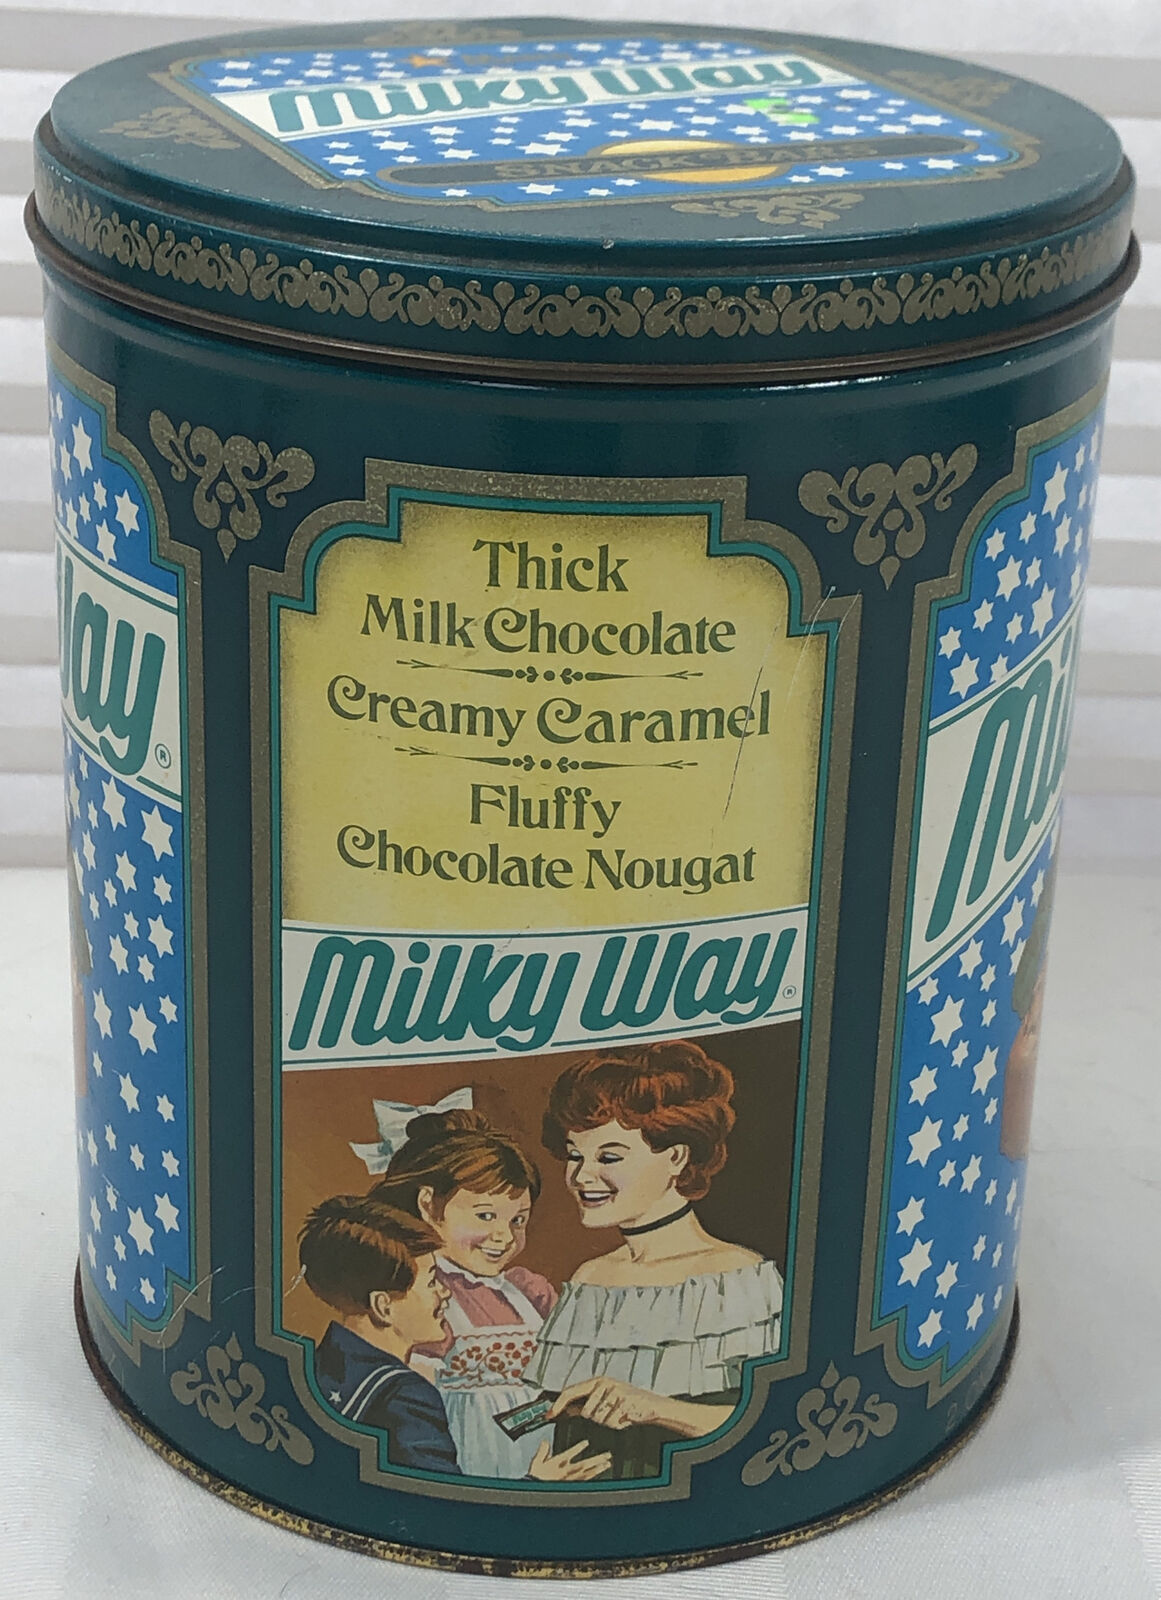 Milky Way
SNACK BARS
Thick
Milk Chocolate
Creamy Caramel
Fluffy
Chocolate Nougat
Milky Way®
Way®
Mil